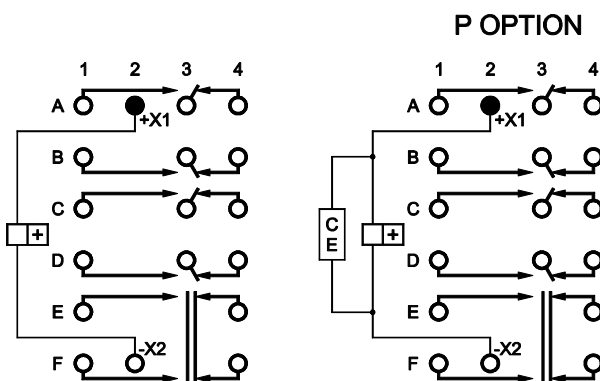 P OPTION
1 2 3 4 1 2 3 4
A +X1 A +X1
B B
C C C
+ E +
D D
E E
-X2 -X2
F F